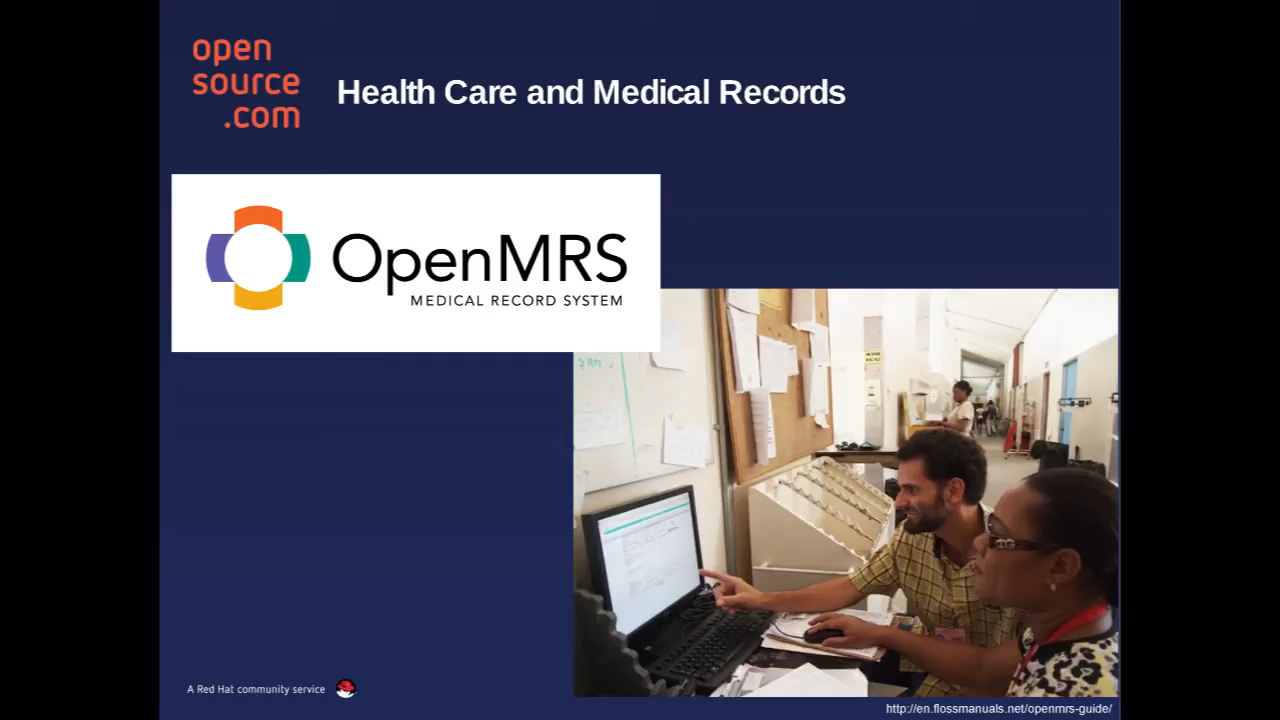 open
source
.com
Health Care and Medical Records
OpenMRS
MEDICAL RECORD SYSTEM
A Red Hat community service
http://en.flossmanuals.net/openmrs-guide/